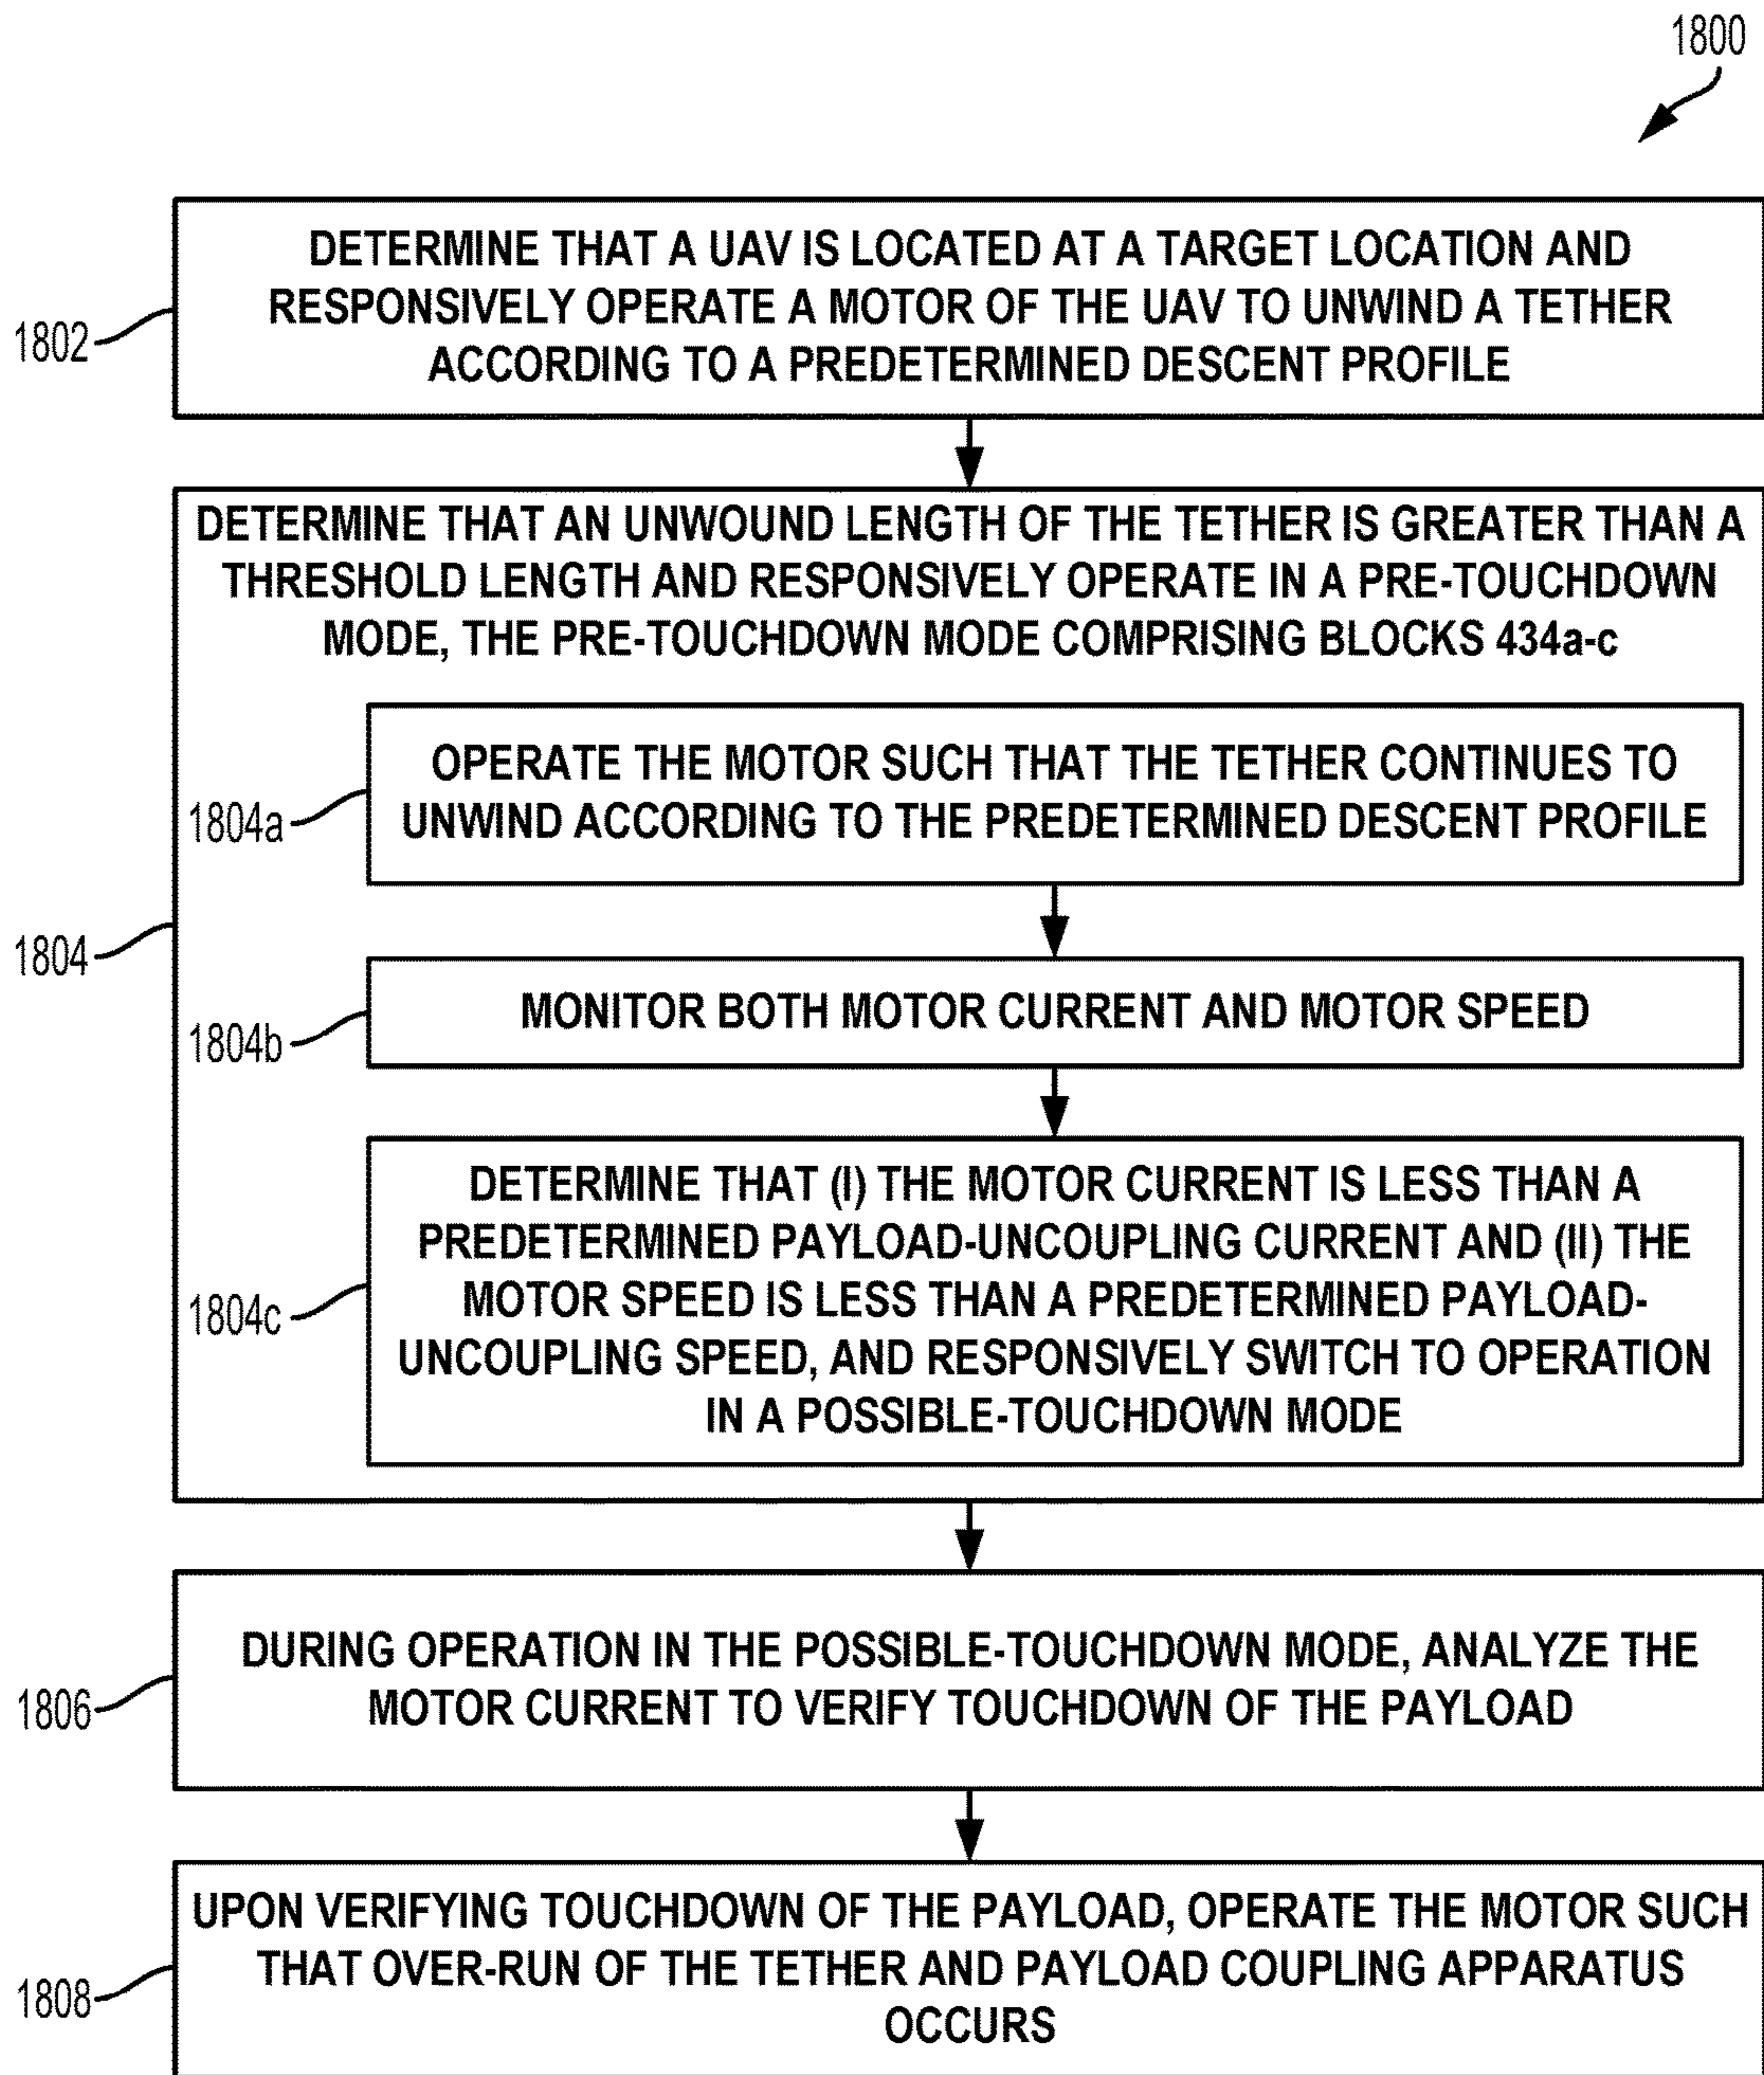 1800
1802
DETERMINE THAT A UAV IS LOCATED AT A TARGET LOCATION AND
RESPONSIVELY OPERATE A MOTOR OF THE UAV TO UNWIND A TETHER
ACCORDING TO A PREDETERMINED DESCENT PROFILE
1804
DETERMINE THAT AN UNWOUND LENGTH OF THE TETHER IS GREATER THAN A
THRESHOLD LENGTH AND RESPONSIVELY OPERATE IN A PRE-TOUCHDOWN
MODE, THE PRE-TOUCHDOWN MODE COMPRISING BLOCKS 434a-c
1804a
OPERATE THE MOTOR SUCH THAT THE TETHER CONTINUES TO
UNWIND ACCORDING TO THE PREDETERMINED DESCENT PROFILE
1804b
MONITOR BOTH MOTOR CURRENT AND MOTOR SPEED
1804c
DETERMINE THAT (I) THE MOTOR CURRENT IS LESS THAN A
PREDETERMINED PAYLOAD-UNCOUPLING CURRENT AND (II) THE
MOTOR SPEED IS LESS THAN A PREDETERMINED PAYLOAD-
UNCOUPLING SPEED, AND RESPONSIVELY SWITCH TO OPERATION
IN A POSSIBLE-TOUCHDOWN MODE
1806
DURING OPERATION IN THE POSSIBLE-TOUCHDOWN MODE, ANALYZE THE
MOTOR CURRENT TO VERIFY TOUCHDOWN OF THE PAYLOAD
1808
UPON VERIFYING TOUCHDOWN OF THE PAYLOAD, OPERATE THE MOTOR SUCH
THAT OVER-RUN OF THE TETHER AND PAYLOAD COUPLING APPARATUS
OCCURS